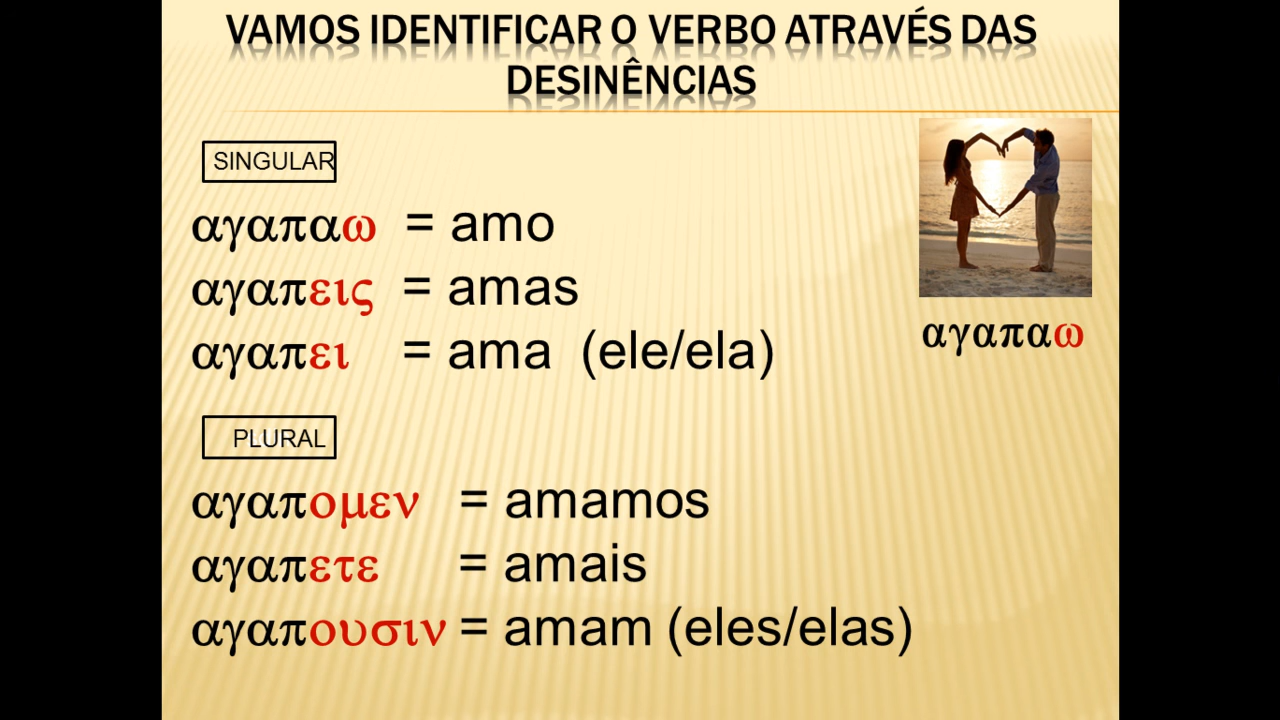 VAMOS IDENTIFICAR O VERBO ATRAVÉS DAS
DESINÊNCIAS
SINGULAR
αγαπαω = amo
αγαπεις = amas
αγαπει = ama (ele/ela)
αγαπαω
PLURAL
αγαπομεν = amamos
αγαπετε = amais
αγαπουσιν = amam (eles/elas)